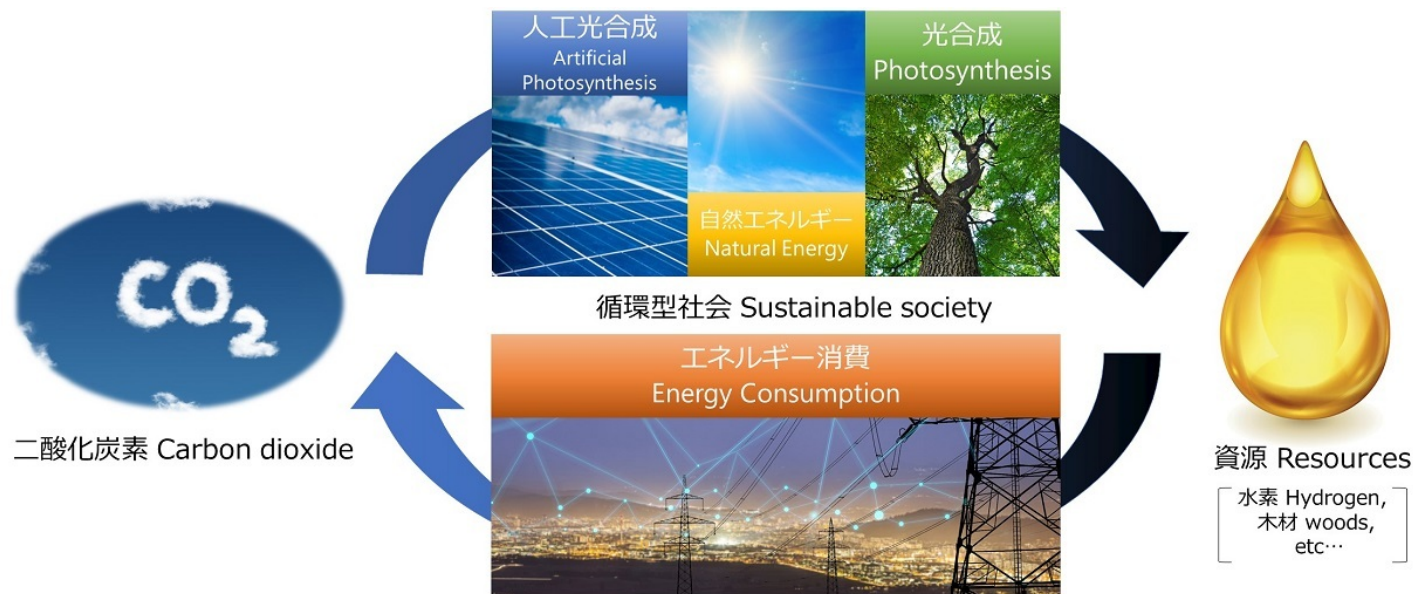 人工光合成
Artificial
Photosynthesis
光合成
Photosynthesis
自然エネルギー
Natural Energy
CO₂
二酸化炭素 Carbon dioxide
循環型社会 Sustainable society
エネルギー消費
Energy Consumption
資源 Resources
水素 Hydrogen,
木材 woods,
etc…